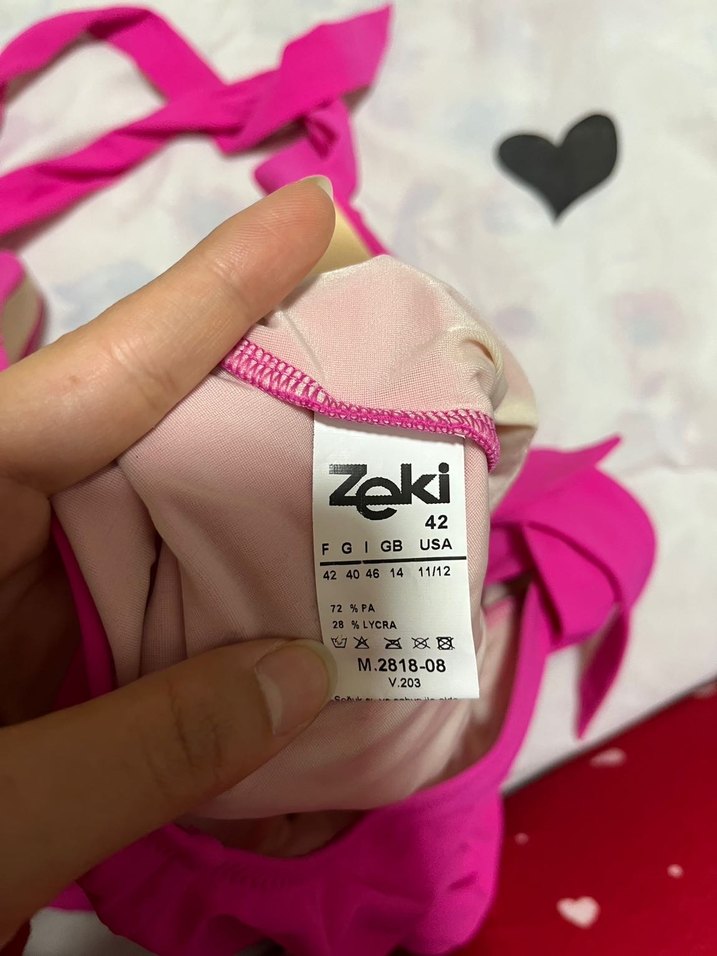 Zeki
42
F G I GB USA
42 40 46 14 11/12
72 % PA
28 % LYCRA
M.2818-08
V.203